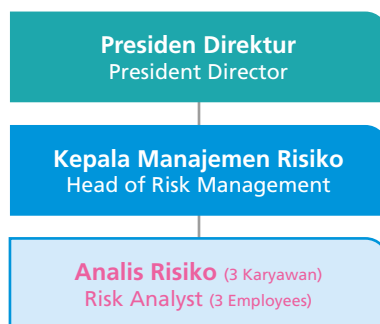 Presiden Direktur
President Director
Kepala Manajemen Risiko
Head of Risk Management
Analis Risiko (3 Karyawan)
Risk Analyst (3 Employees)